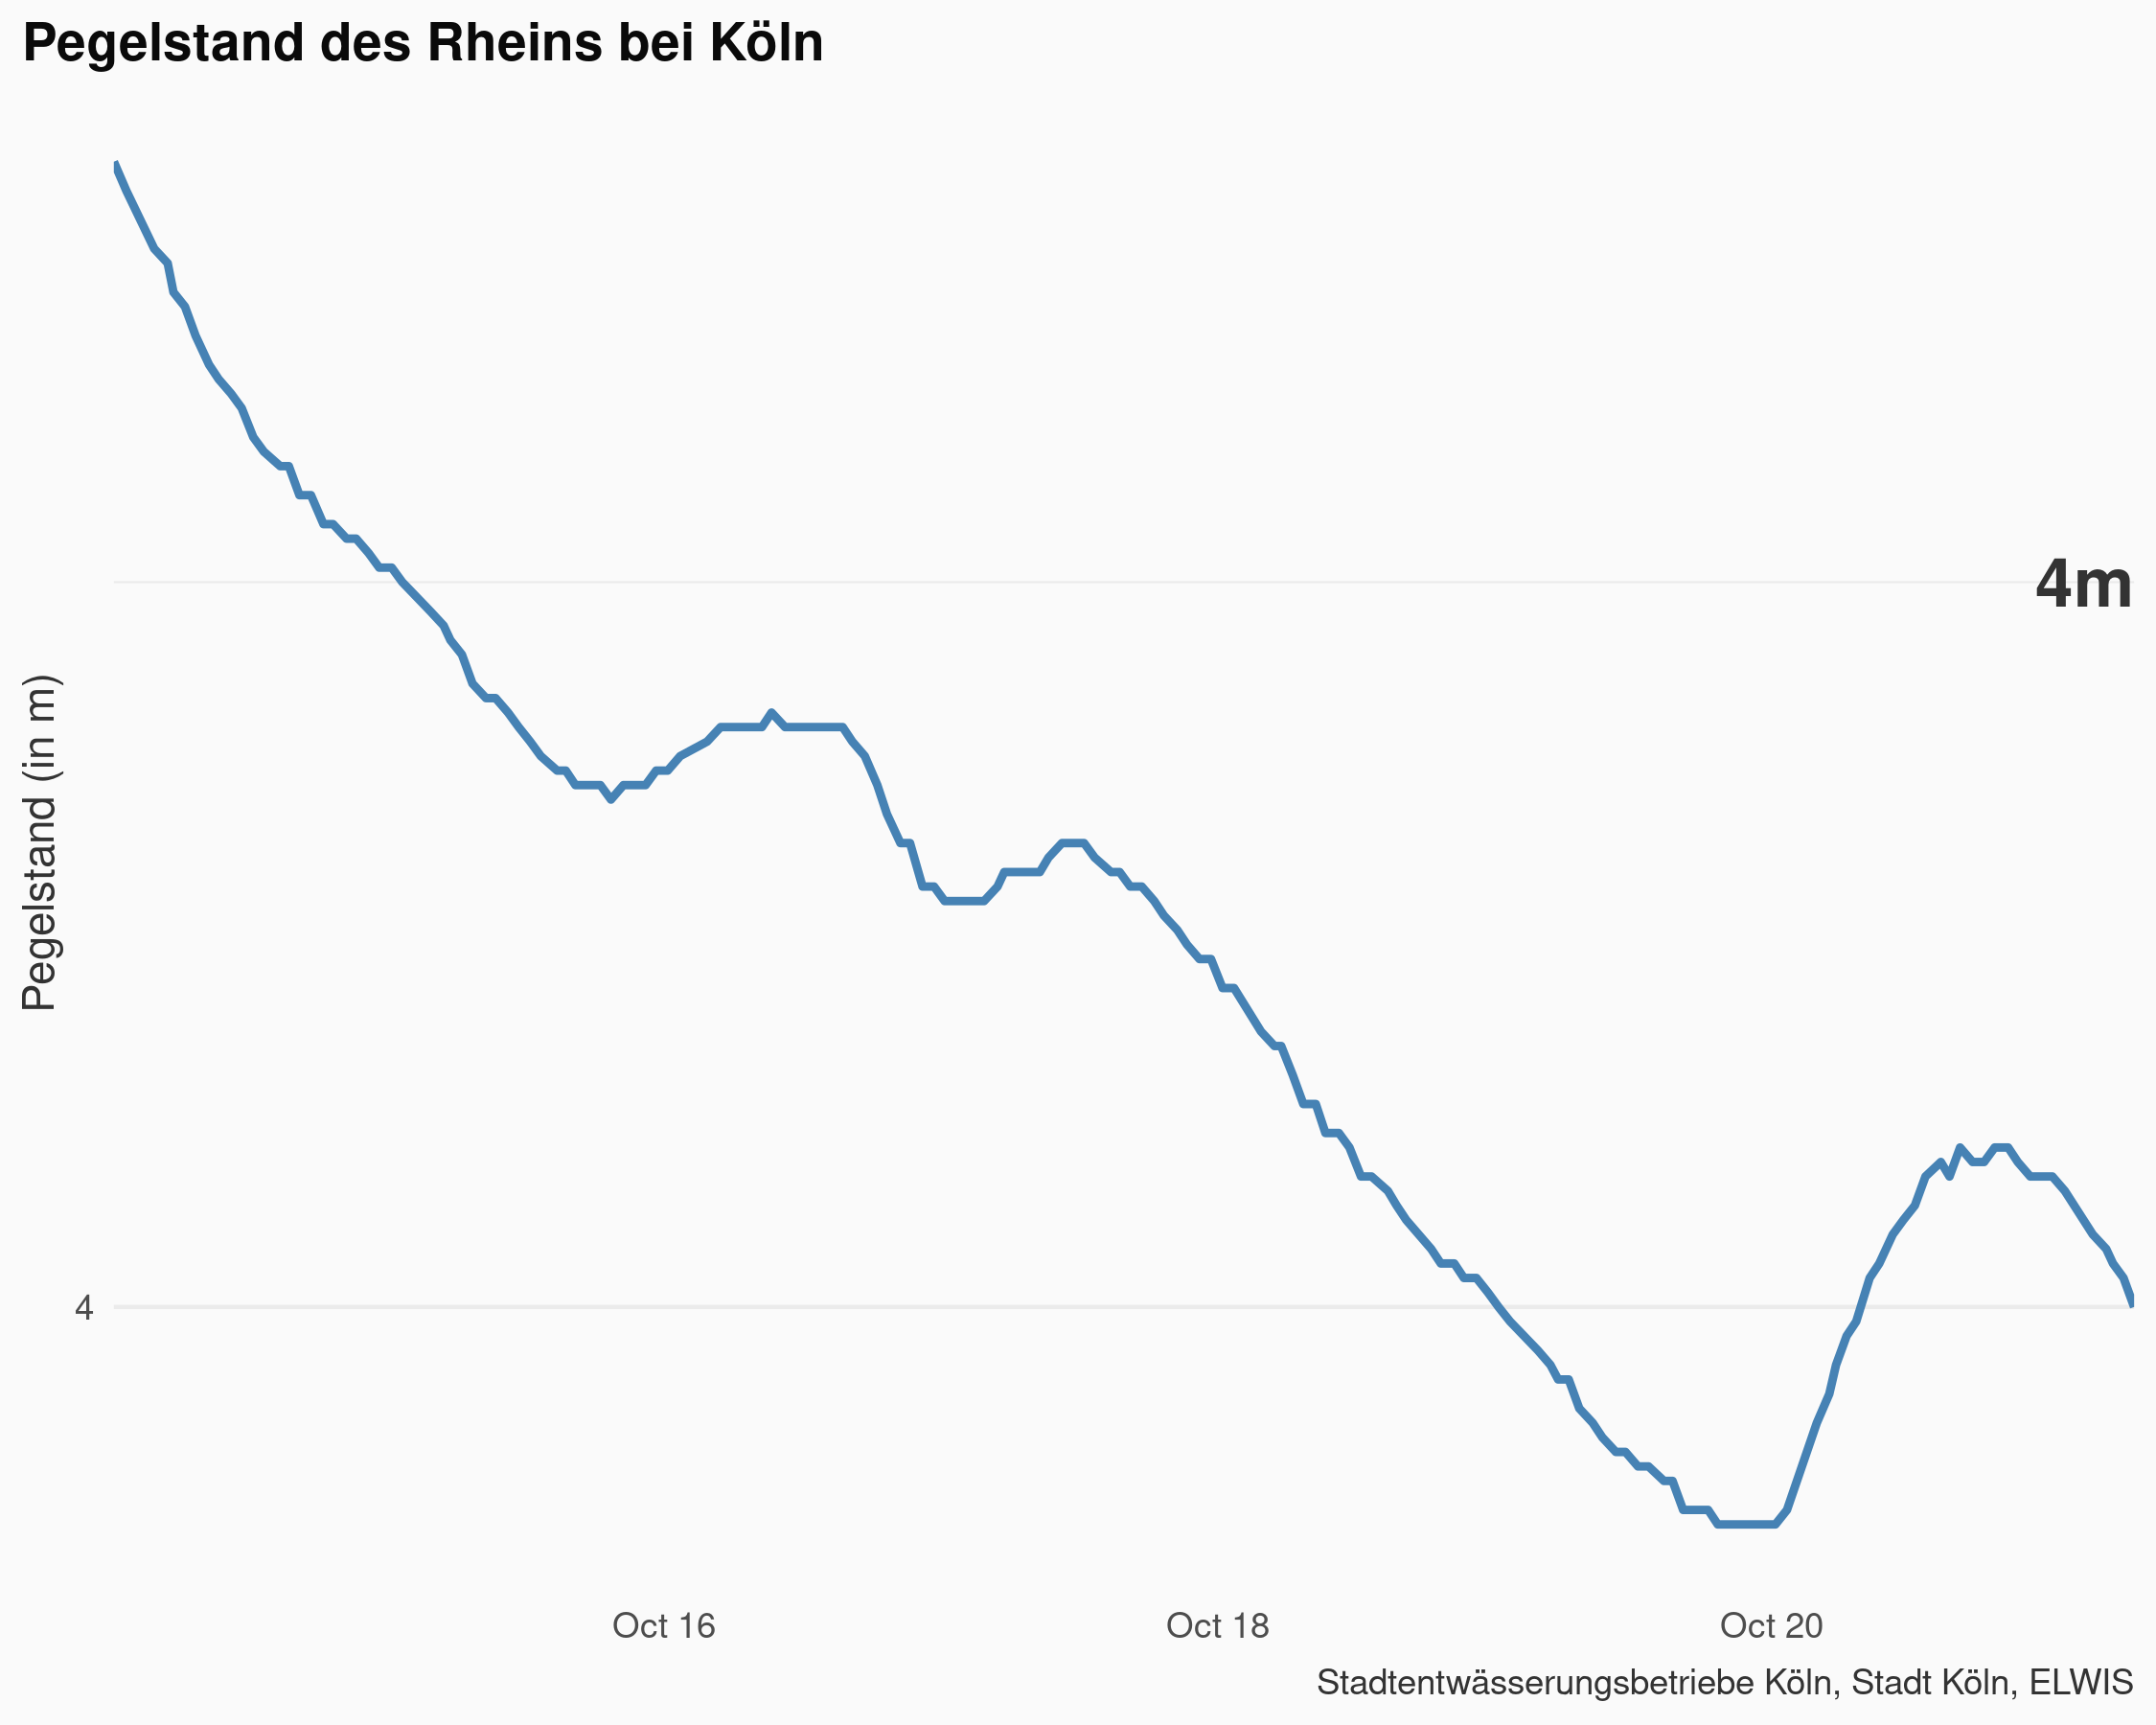 Pegelstand des Rheins bei Köln
4m
Pegelstand (in m)
4
Oct 16
Oct 18
Oct 20
Stadtentwässerungsbetriebe Köln, Stadt Köln, ELWIS